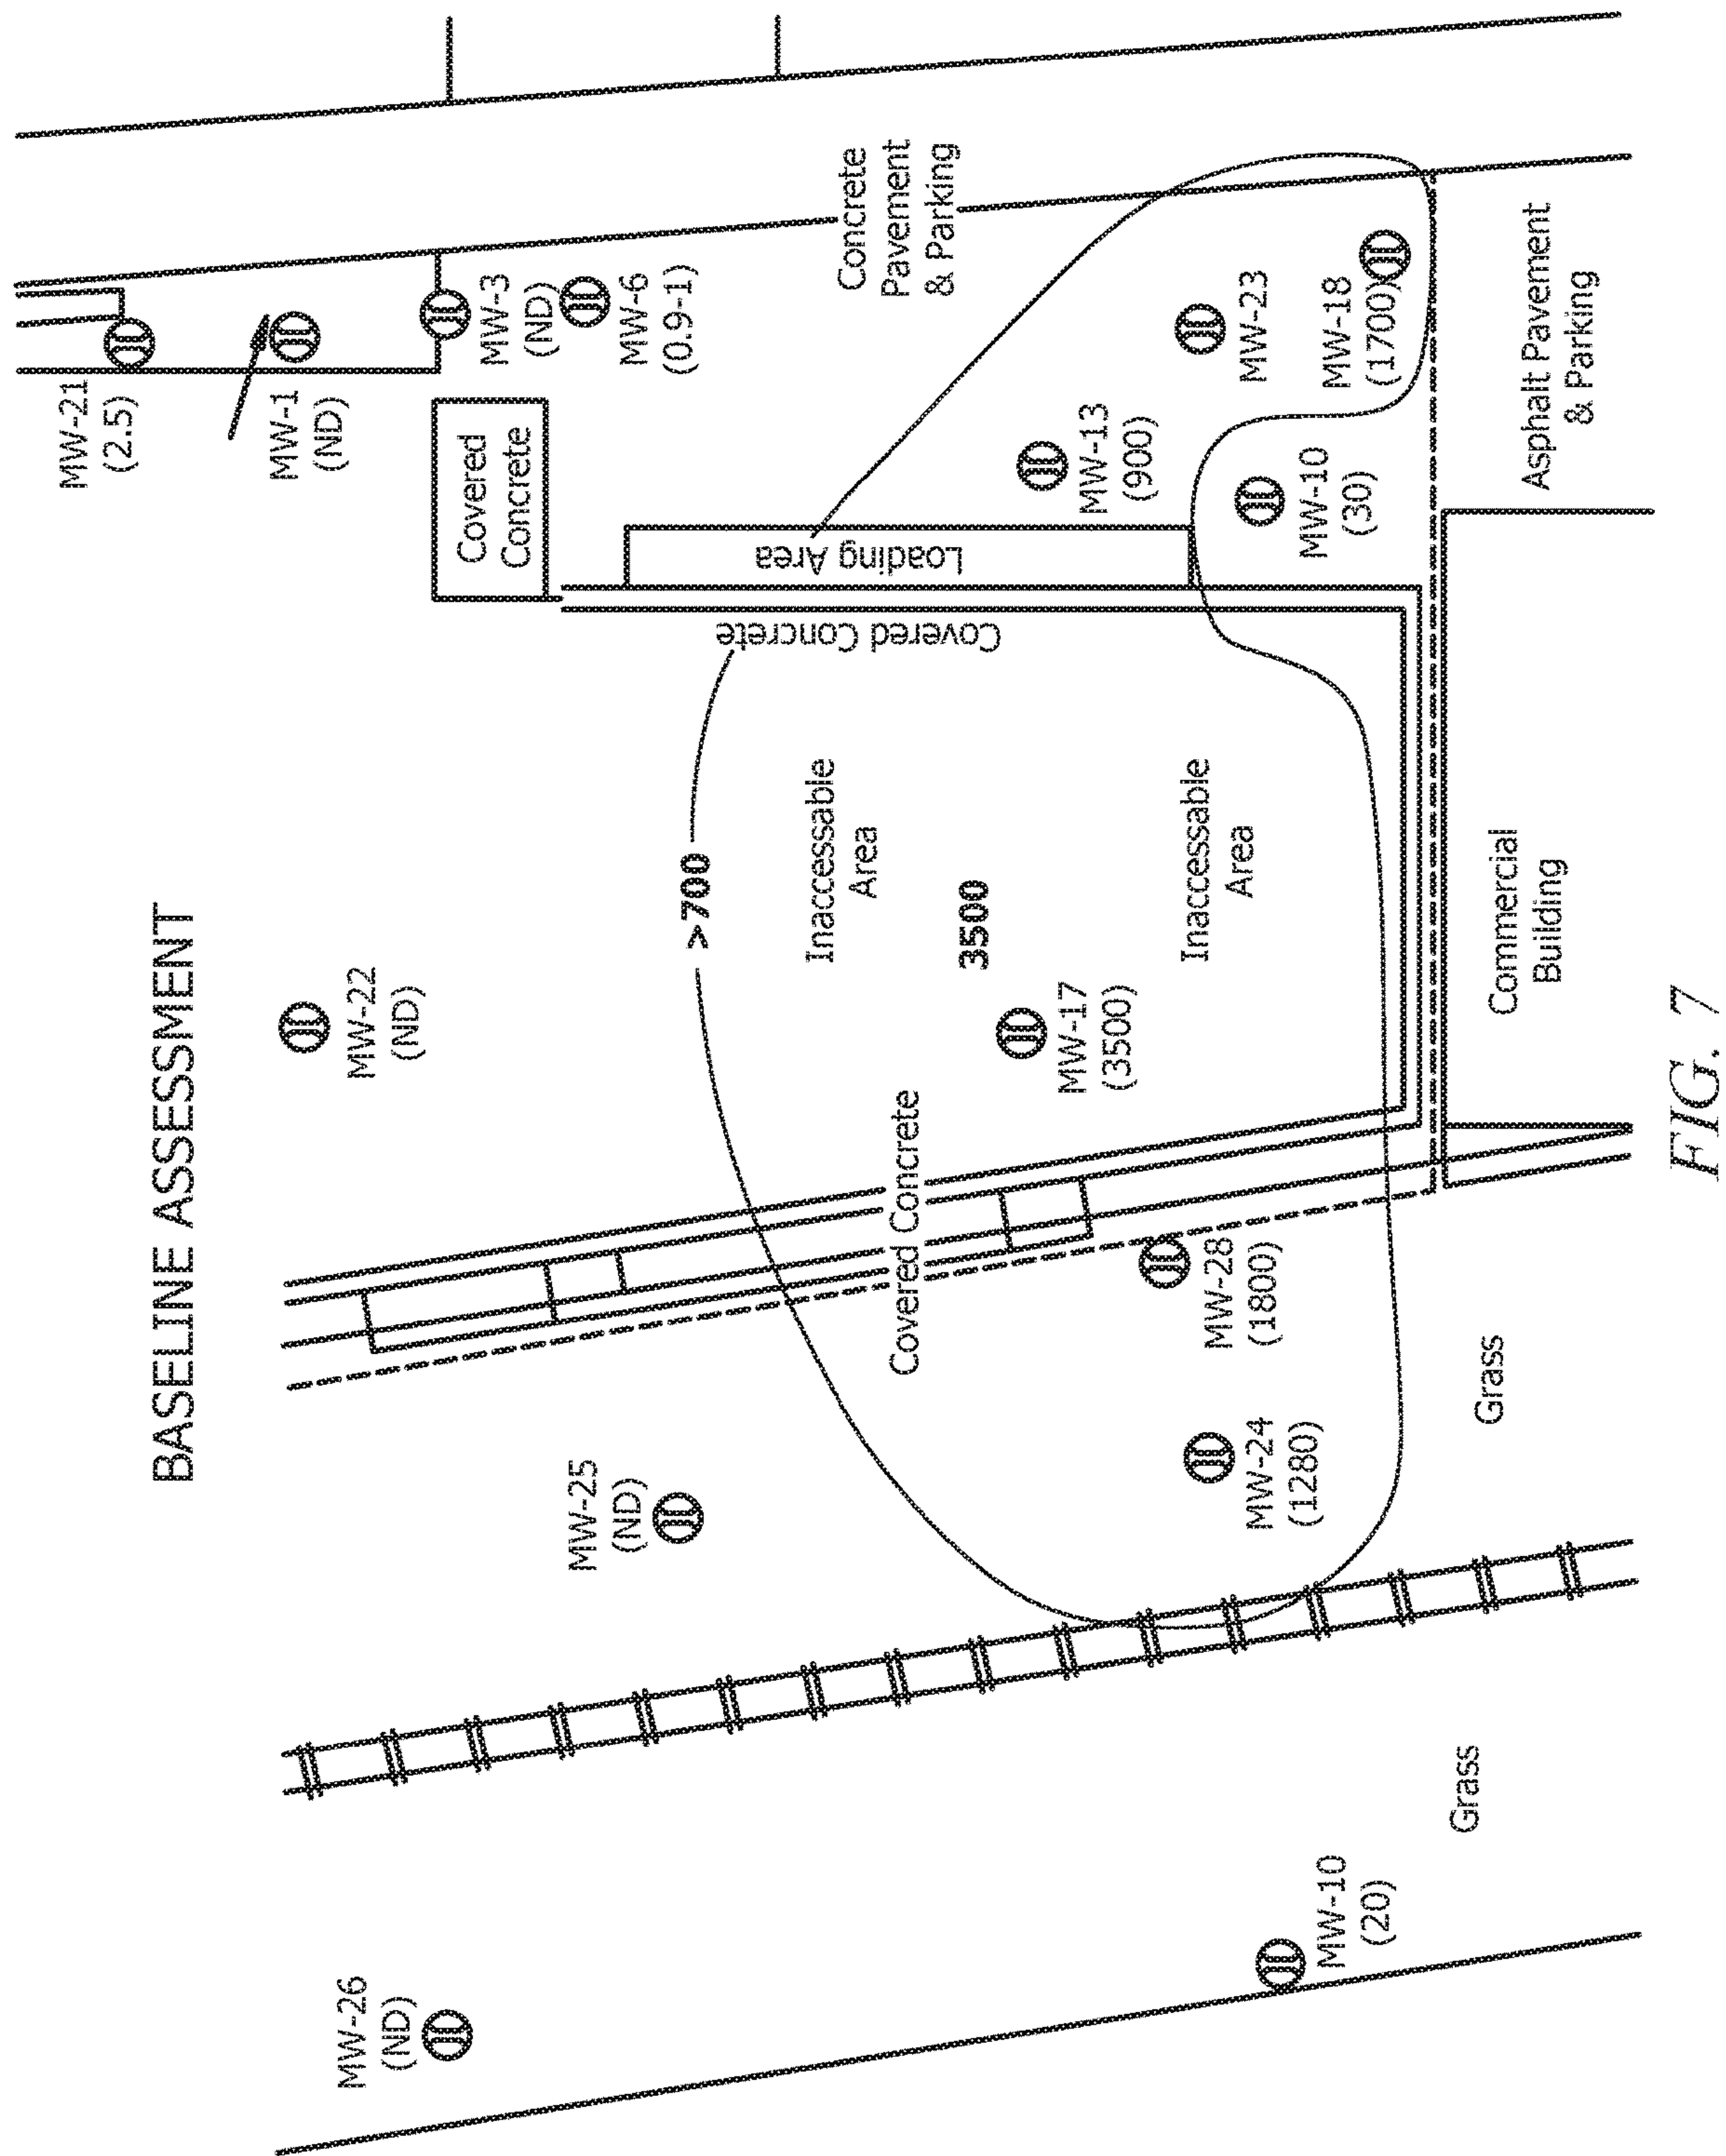 BASELINE ASSESSMENT
MW-26
(ND)
MW-25
(ND)
MW-22
(ND)
MW-21
(2.5)
MW-1
(ND)
MW-3
(ND)
MW-6
(0.9-1)
Covered
Concrete
Concrete
Pavement
& Parking
Loading Area
Covered Concrete
>700
Inaccessable
Area
3500
MW-17
(3500)
Inaccessable
Area
Covered Concrete
MW-28
(1800)
MW-24
(1280)
MW-13
(900)
MW-23
MW-10
(30)
MW-18
(1700)
MW-10
(20)
Grass
Grass
Commercial
Building
Asphalt Pavement
& Parking
FIG. 7